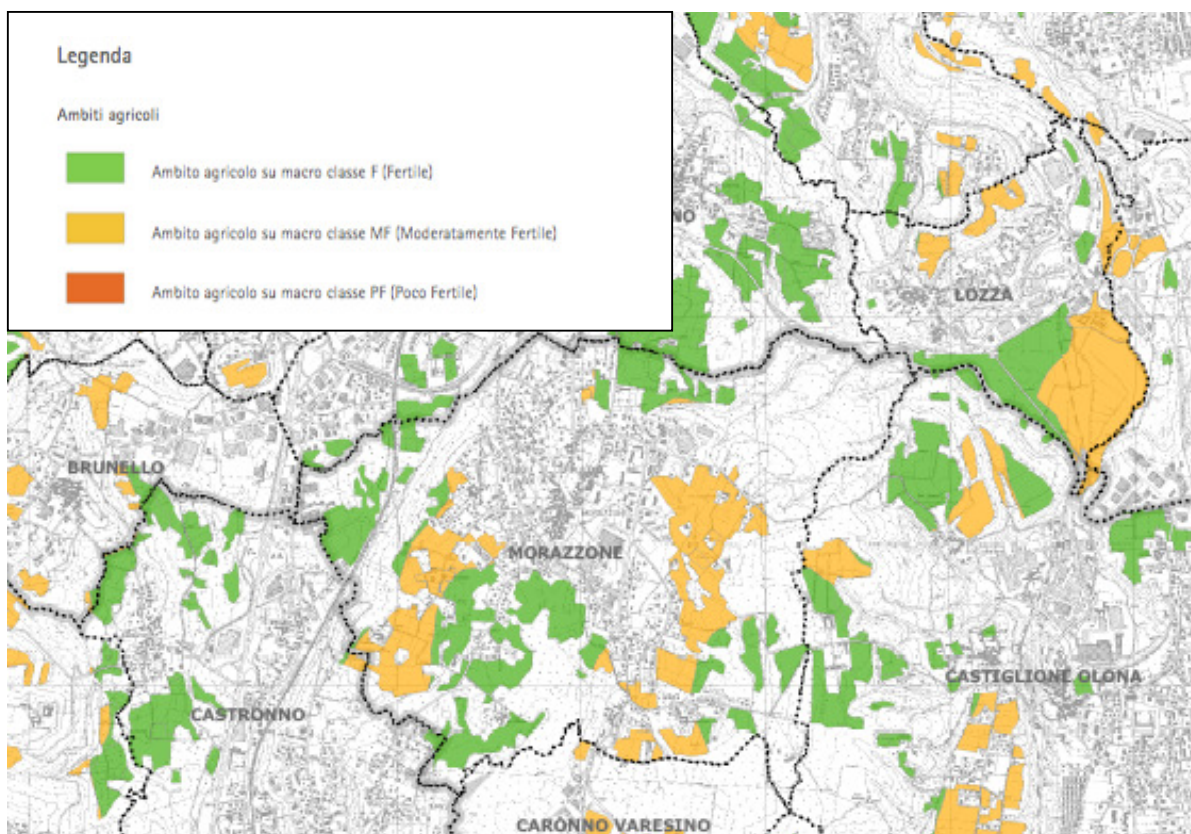 Legenda
Ambiti agricoli
Ambito agricolo su macro classe F (Fertile)
Ambito agricolo su macro classe MF (Moderatamente Fertile)
Ambito agricolo su macro classe PF (Poco Fertile)
NO
LOZZA
BRUNELLO
MORAZZONE
CASTIGLIONE OLONA
CASTRONNO
CARONNO VARESINO